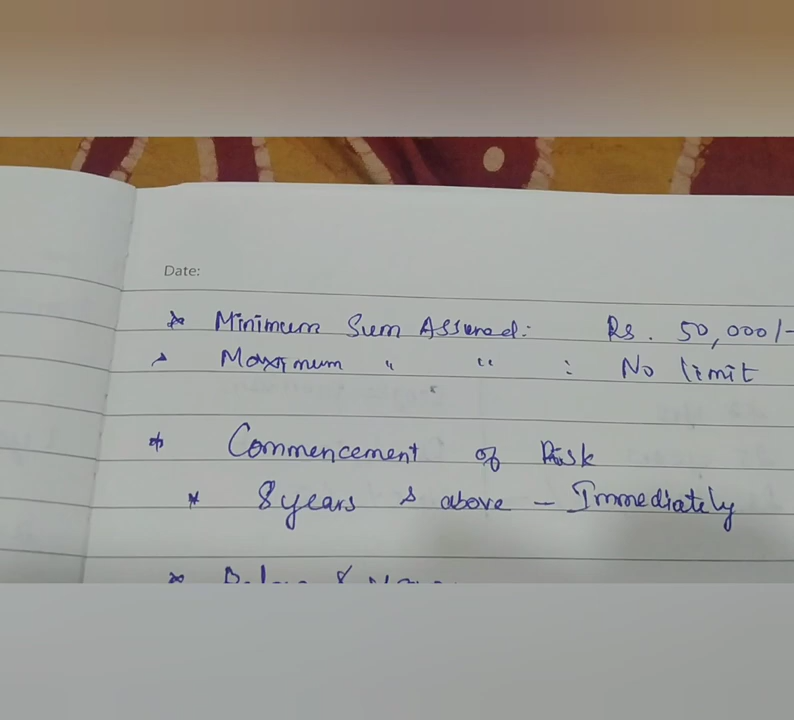 Date:
* Minimum Sum Assured: Rs. 50,000/-
* Maximum " " : No limit
* Commencement of Risk
* 8 years & above - Immediately